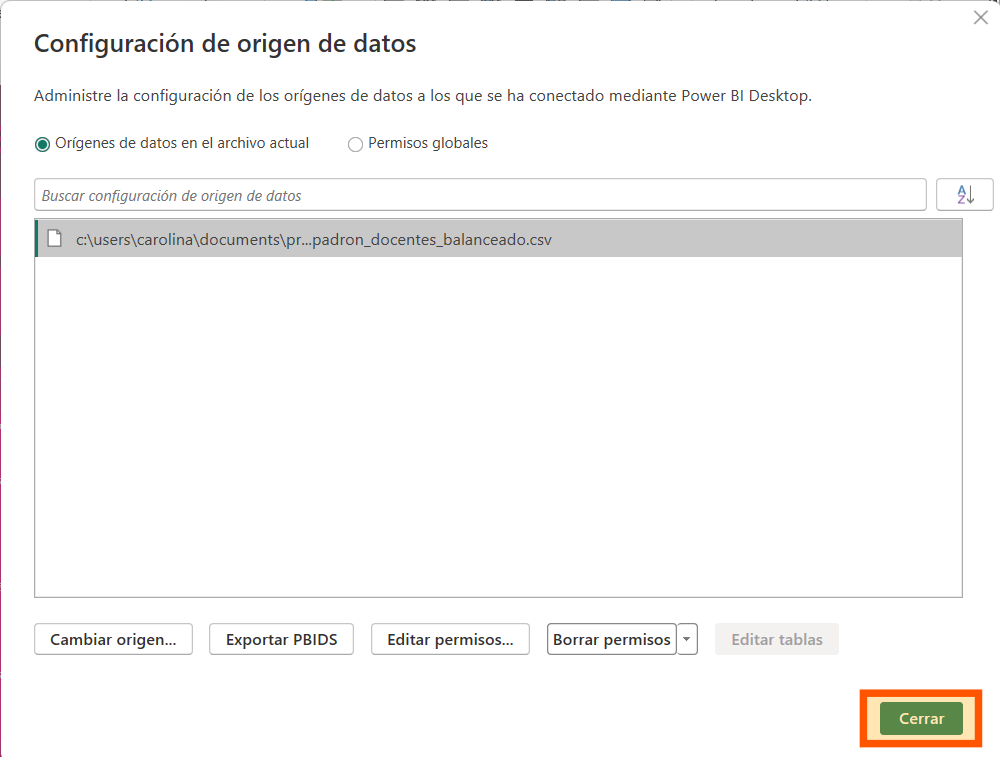 Configuración de origen de datos
Administre la configuración de los orígenes de datos a los que se ha conectado mediante Power BI Desktop.
Orígenes de datos en el archivo actual
Permisos globales
Buscar configuración de origen de datos
AZ
c:\users\carolina\documents\pr...padron_docentes_balanceado.csv
Cambiar origen...
Exportar PBIDS
Editar permisos...
Borrar permisos
Editar tablas
Cerrar